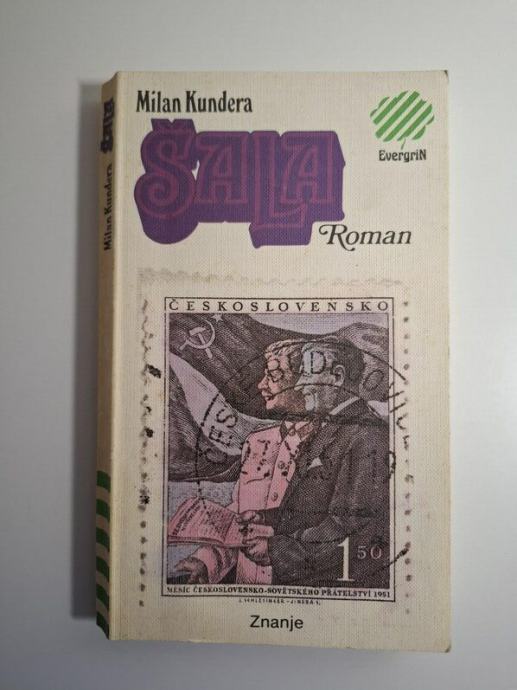 Milan Kundera
ŠALA
Roman
EvergriN
Milan Kundera ŠALA
ČESKOSLOVENSKO
1 50
MĚSÍC ČESKOSLOVENSKO-SOVĚTSKÉHO PŘÁTELSTVÍ 1951
Znanje